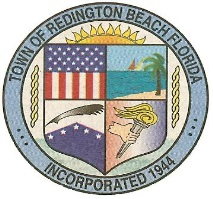 TOWN OF REDINGTON BEACH FLORIDA
INCORPORATED 1944